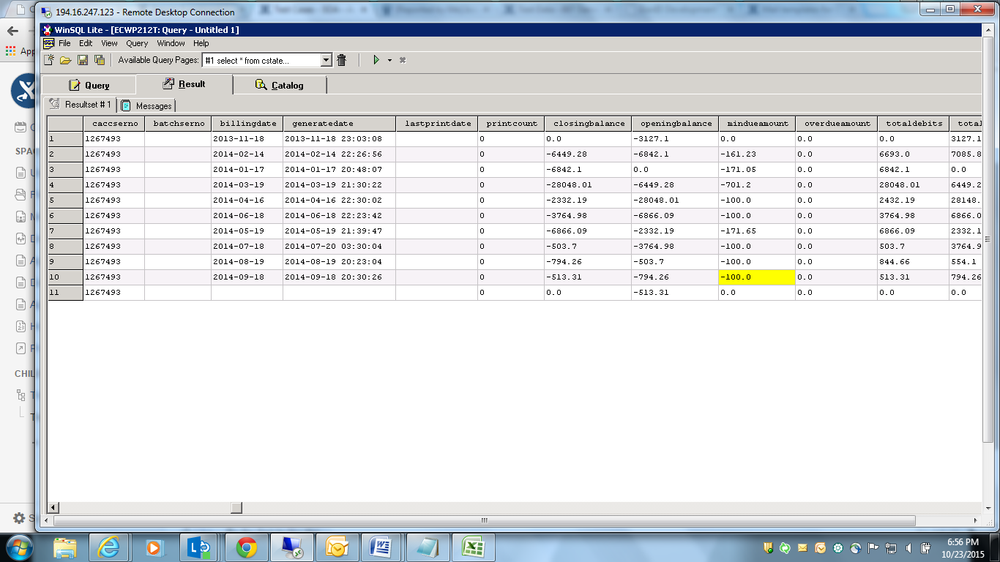 194.16.247.123 - Remote Desktop Connection
WinSQL Lite - [ECWP212T: Query - Untitled 1]
File Edit View Query Window Help
Available Query Pages: #1 select * from cstate...
Query Result Catalog
Resultset # 1 Messages
caccserno batchserno billingdate generatedate lastprintdate printcount closingbalance openingbalance mindueamount overdueamount totaldebits total
1 1267493 2013-11-18 2013-11-18 23:03:08 0 0.0 -3127.1 0.0 0.0 0.0 3127.1
2 1267493 2014-02-14 2014-02-14 22:26:56 0 -6449.28 -6842.1 -161.23 0.0 6693.0 7085.8
3 1267493 2014-01-17 2014-01-17 20:48:07 0 -6842.1 0.0 -171.05 0.0 6842.1 0.0
4 1267493 2014-03-19 2014-03-19 21:30:22 0 -28048.01 -6449.28 -701.2 0.0 28048.01 6449.2
5 1267493 2014-04-16 2014-04-16 22:30:02 0 -2332.19 -28048.01 -100.0 0.0 2432.19 28148.
6 1267493 2014-06-18 2014-06-18 22:23:42 0 -3764.98 -6866.09 -100.0 0.0 3764.98 6866.0
7 1267493 2014-05-19 2014-05-19 21:39:47 0 -6866.09 -2332.19 -171.65 0.0 6866.09 2332.1
8 1267493 2014-07-18 2014-07-20 03:30:04 0 -503.7 -3764.98 -100.0 0.0 503.7 3764.9
9 1267493 2014-08-19 2014-08-19 20:23:04 0 -794.26 -503.7 -100.0 0.0 844.66 554.1
10 1267493 2014-09-18 2014-09-18 20:30:26 0 -513.31 -794.26 -100.0 0.0 513.31 794.26
11 1267493 0 0.0 -513.31 0.0 0.0 0.0 0.0
App
SPA
CHIL
6:56 PM
10/23/2015